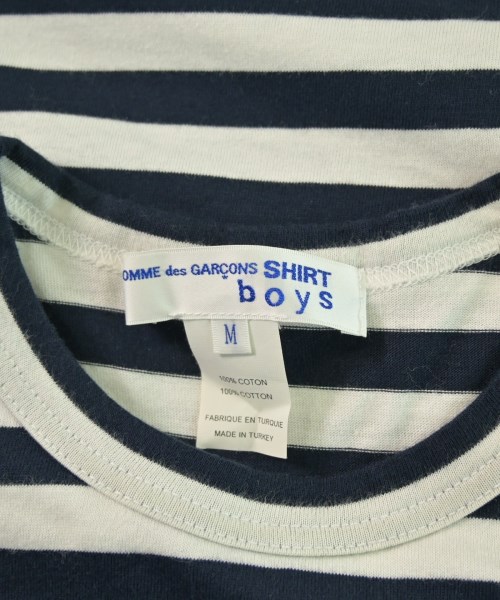 OMME des GARÇONS SHIRT
boys
M
100% COTON
100% COTTON
FABRIQUE EN TURQUIE
MADE IN TURKEY